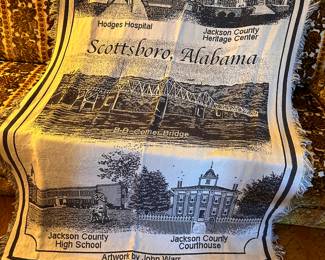 Hodges Hospital
Jackson County
Heritage Center
Scottsboro, Alabama
B.B. Comer Bridge
Jackson County
High School
Jackson County
Courthouse
Artwork by John Warr